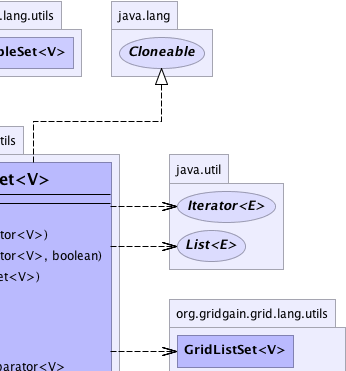 .lang.utils
java.lang
bleSet<V>
Cloneable
tils
et<V>
java.util
Iterator<E>
tor<V>)
List<E>
tor<V>, boolean)
et<V>)
org.gridgain.grid.lang.utils
GridListSet<V>
parator<V>